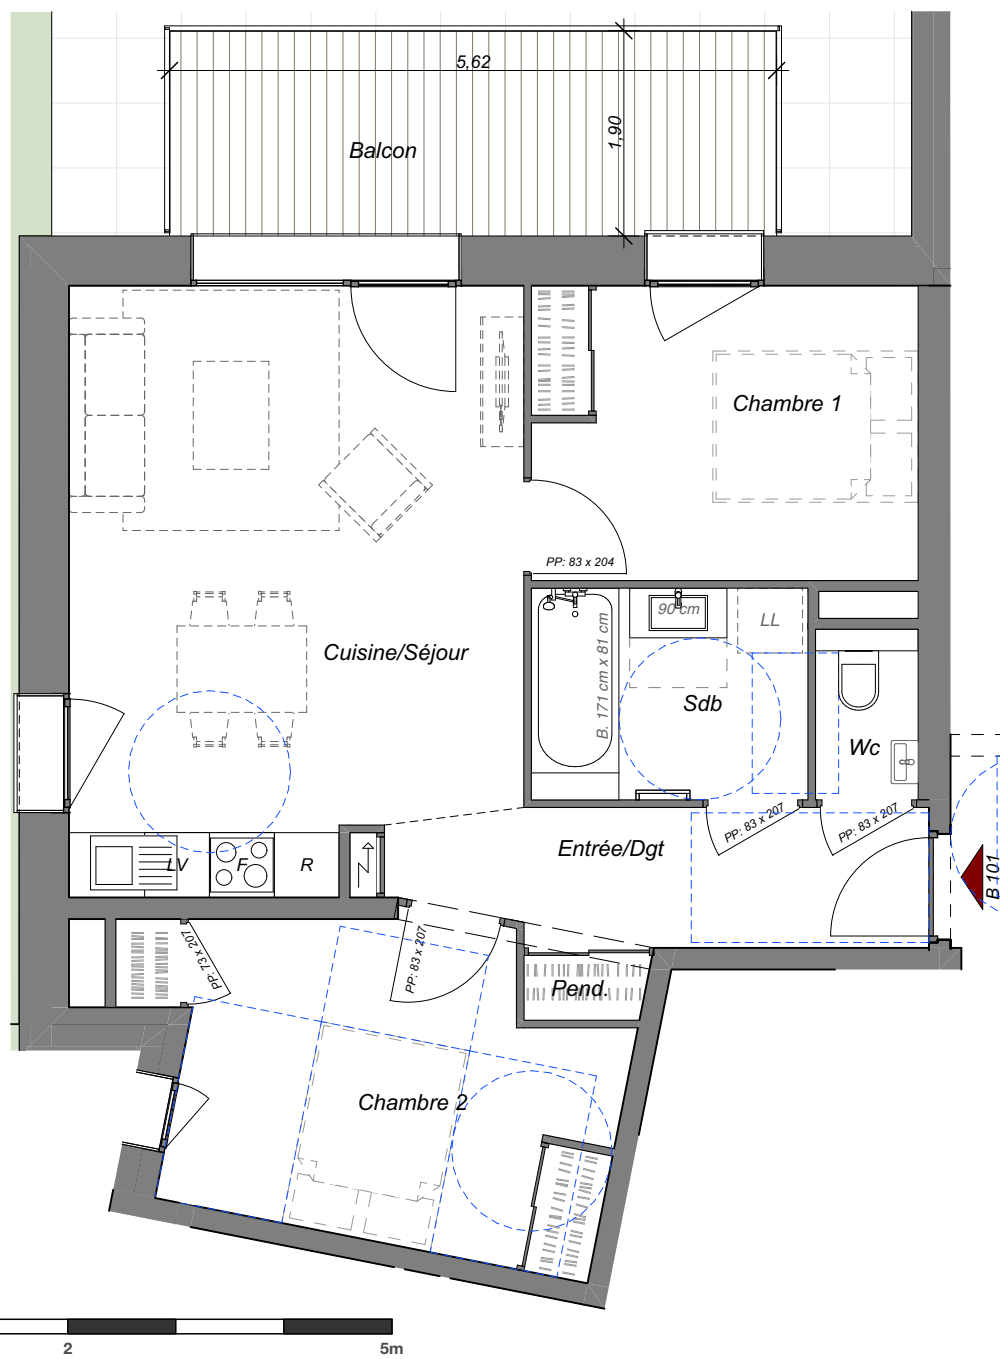 5,62
1,90
Balcon
Chambre 1
PP: 83 x 204
90 cm
LL
B. 171 cm x 81 cm
Cuisine/Séjour
Sdb
Wc
PP: 83 x 207
PP: 83 x 207
Entrée/Dgt
B 101
LV
F
R
PP: 73 x 207
PP: 83 x 207
Pend.
Chambre 2
2
5m